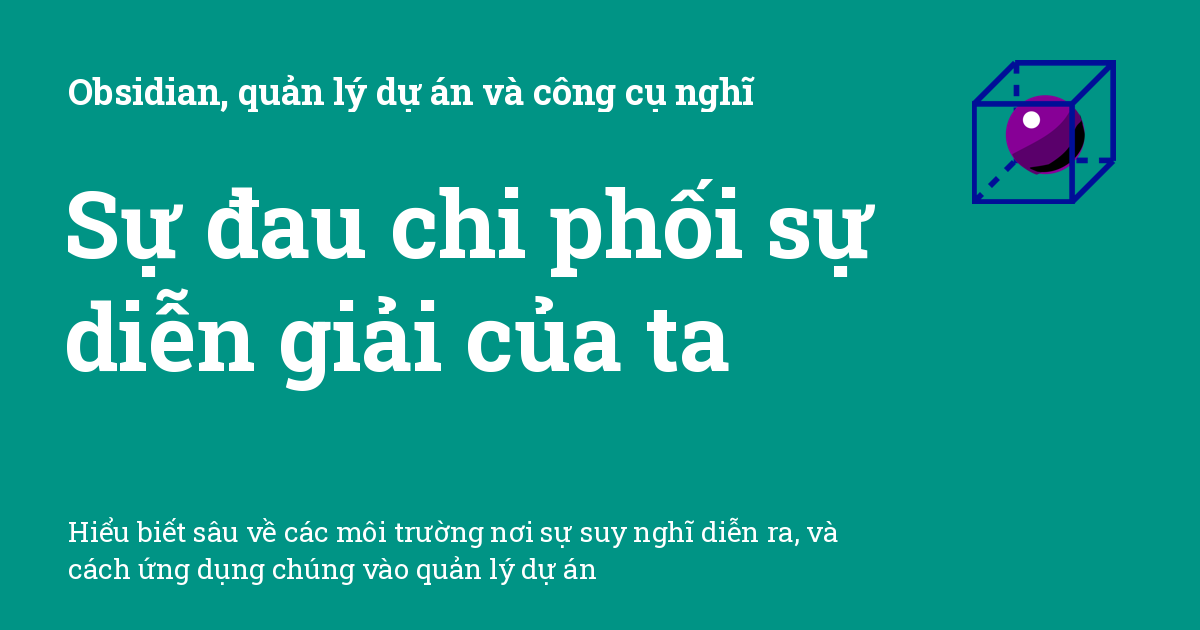 Obsidian, quản lý dự án và công cụ nghĩ
Sự đau chi phối sự
diễn giải của ta
Hiểu biết sâu về các môi trường nơi sự suy nghĩ diễn ra, và
cách ứng dụng chúng vào quản lý dự án